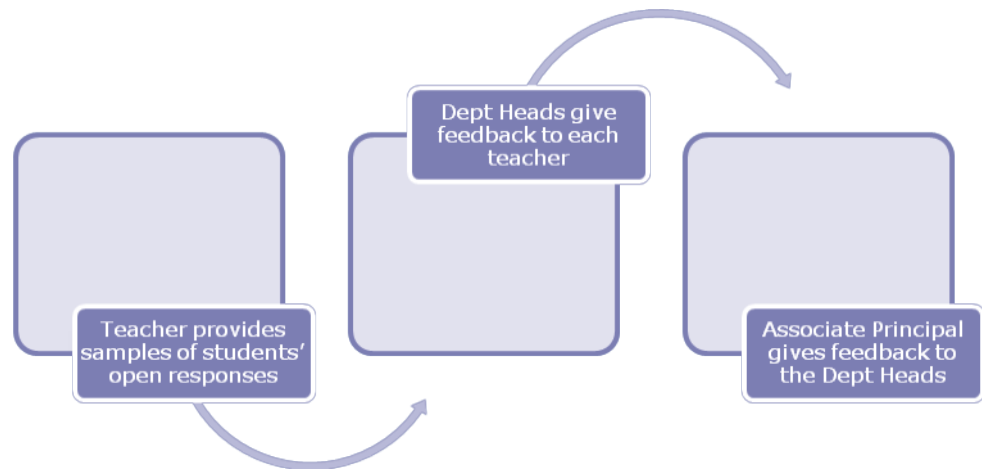 Teacher provides
samples of students’
open responses
Dept Heads give
feedback to each
teacher
Associate Principal
gives feedback to
the Dept Heads